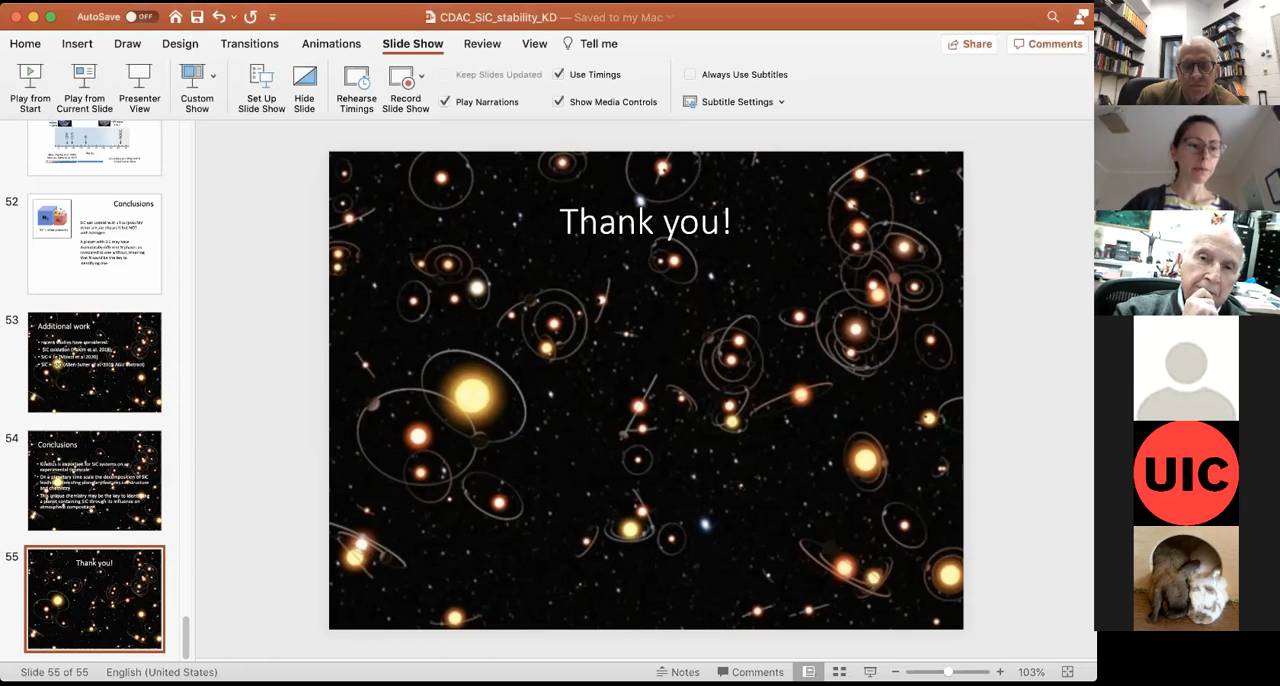 AutoSave OFF CDAC_SiC_stability_KD — Saved to my Mac
Home Insert Draw Design Transitions Animations Slide Show Review View Tell me Share Comments
Play from Start
Play from Current Slide
Presenter View
Custom Show
Set Up Slide Show
Hide Slide
Rehearse Timings
Record Slide Show
Keep Slides Updated
Use Timings
Play Narrations
Show Media Controls
Always Use Subtitles
Subtitle Settings
52
Conclusions
53
Additional work
54
Conclusions
55
Thank you!
Thank you!
UIC
Slide 55 of 55 English (United States) Notes Comments 103%